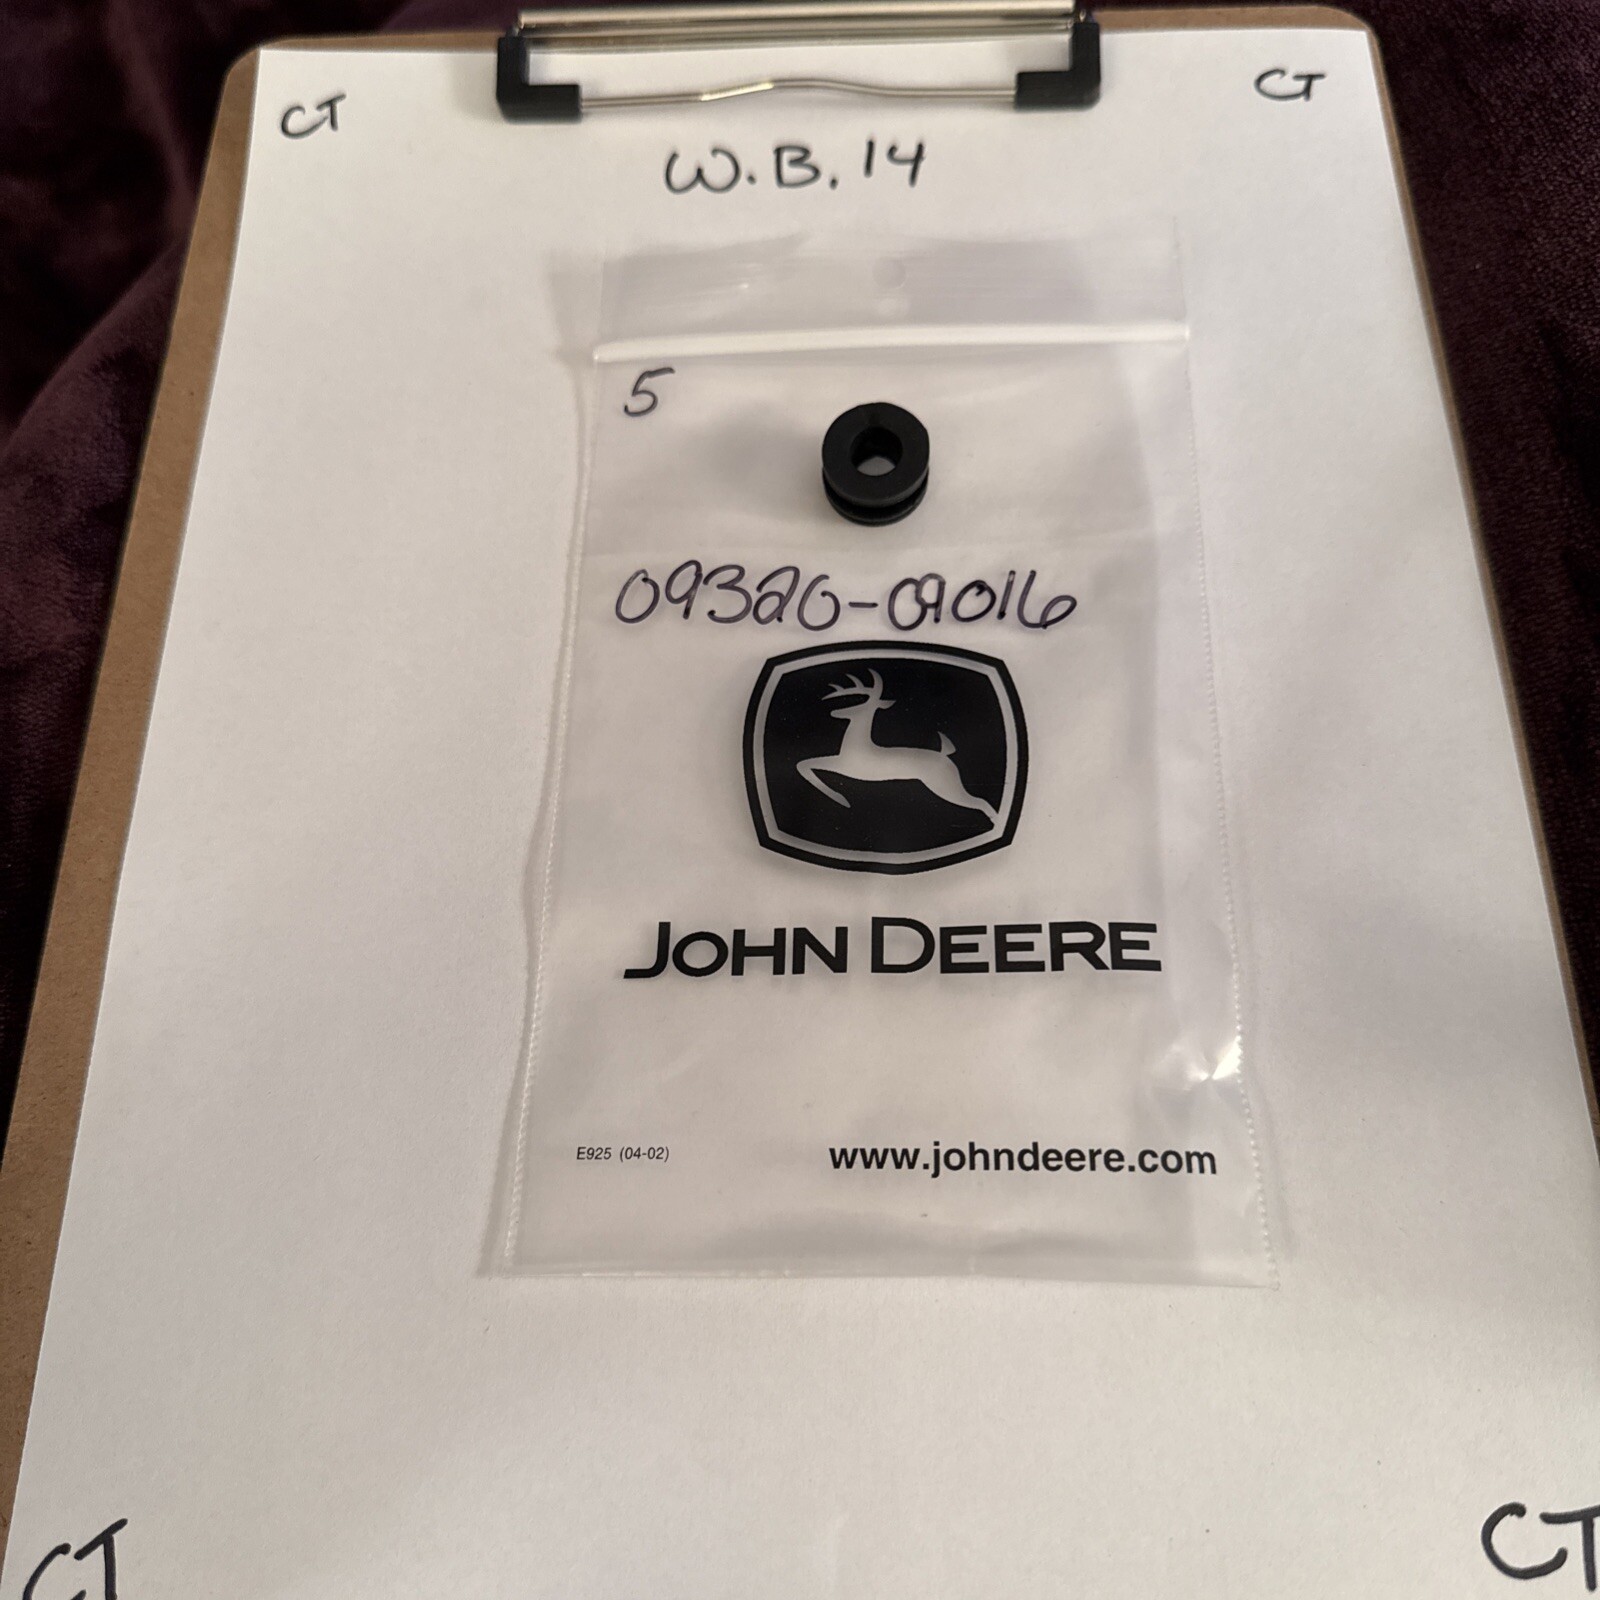 CT
CT
W.B.14
5
09320-09016
JOHN DEERE
E925 (04-02)
www.johndeere.com
CT
CT